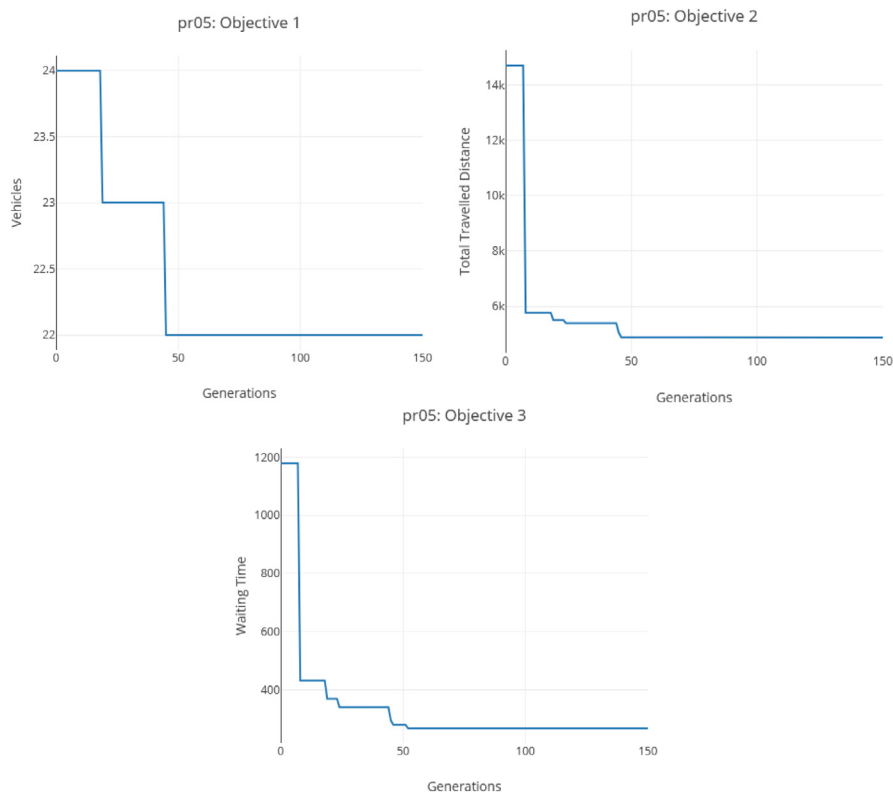 pr05: Objective 1
24
23.5
23
22.5
22
Vehicles
0 50 100 150
Generations
pr05: Objective 2
14k
12k
10k
8k
6k
Total Travelled Distance
0 50 100 150
Generations
pr05: Objective 3
1200
1000
800
600
400
Waiting Time
0 50 100 150
Generations